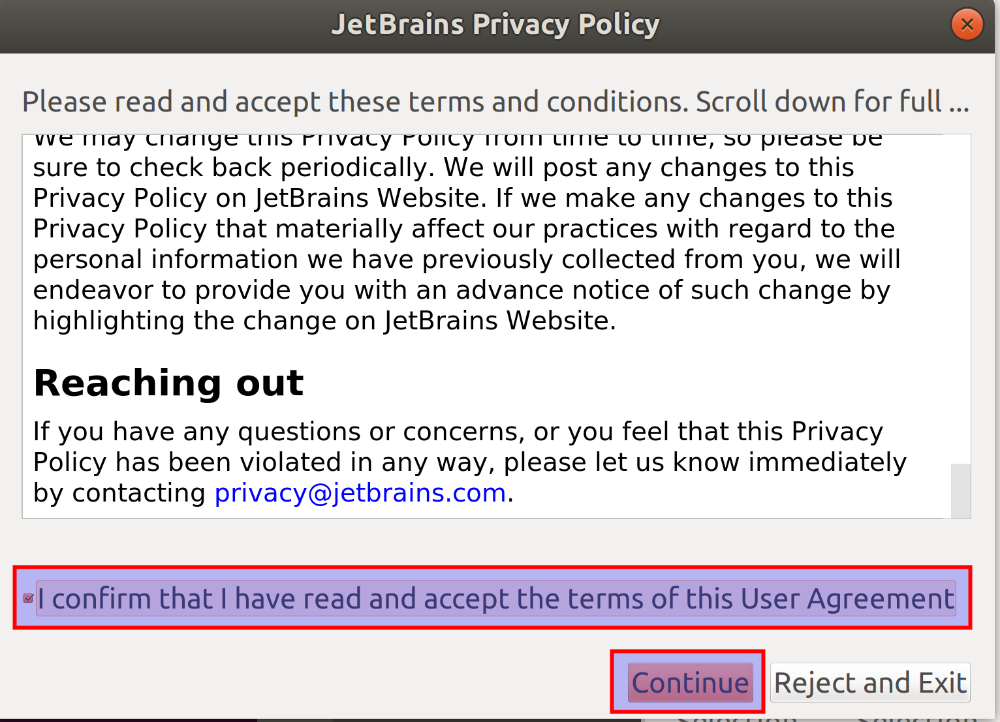 JetBrains Privacy Policy
Please read and accept these terms and conditions. Scroll down for full ...
We may change this Privacy Policy from time to time, so please be
sure to check back periodically. We will post any changes to this
Privacy Policy on JetBrains Website. If we make any changes to this
Privacy Policy that materially affect our practices with regard to the
personal information we have previously collected from you, we will
endeavor to provide you with an advance notice of such change by
highlighting the change on JetBrains Website.
Reaching out
If you have any questions or concerns, or you feel that this Privacy
Policy has been violated in any way, please let us know immediately
by contacting privacy@jetbrains.com.
I confirm that I have read and accept the terms of this User Agreement
Continue Reject and Exit
Selection Selection